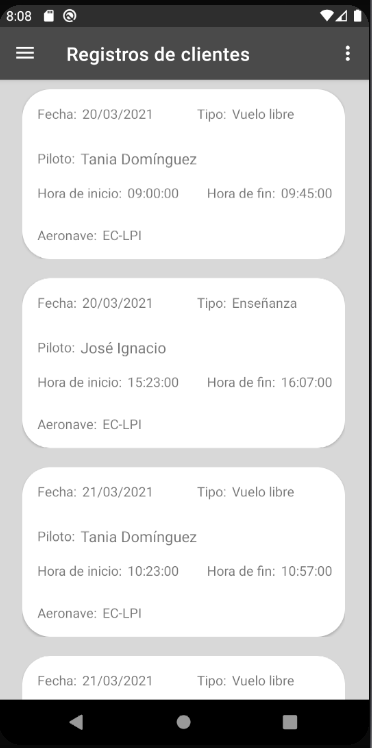 8:08
Registros de clientes
Fecha: 20/03/2021 Tipo: Vuelo libre
Piloto: Tania Domínguez
Hora de inicio: 09:00:00 Hora de fin: 09:45:00
Aeronave: EC-LPI
Fecha: 20/03/2021 Tipo: Enseñanza
Piloto: José Ignacio
Hora de inicio: 15:23:00 Hora de fin: 16:07:00
Aeronave: EC-LPI
Fecha: 21/03/2021 Tipo: Vuelo libre
Piloto: Tania Domínguez
Hora de inicio: 10:23:00 Hora de fin: 10:57:00
Aeronave: EC-LPI
Fecha: 21/03/2021 Tipo: Vuelo libre